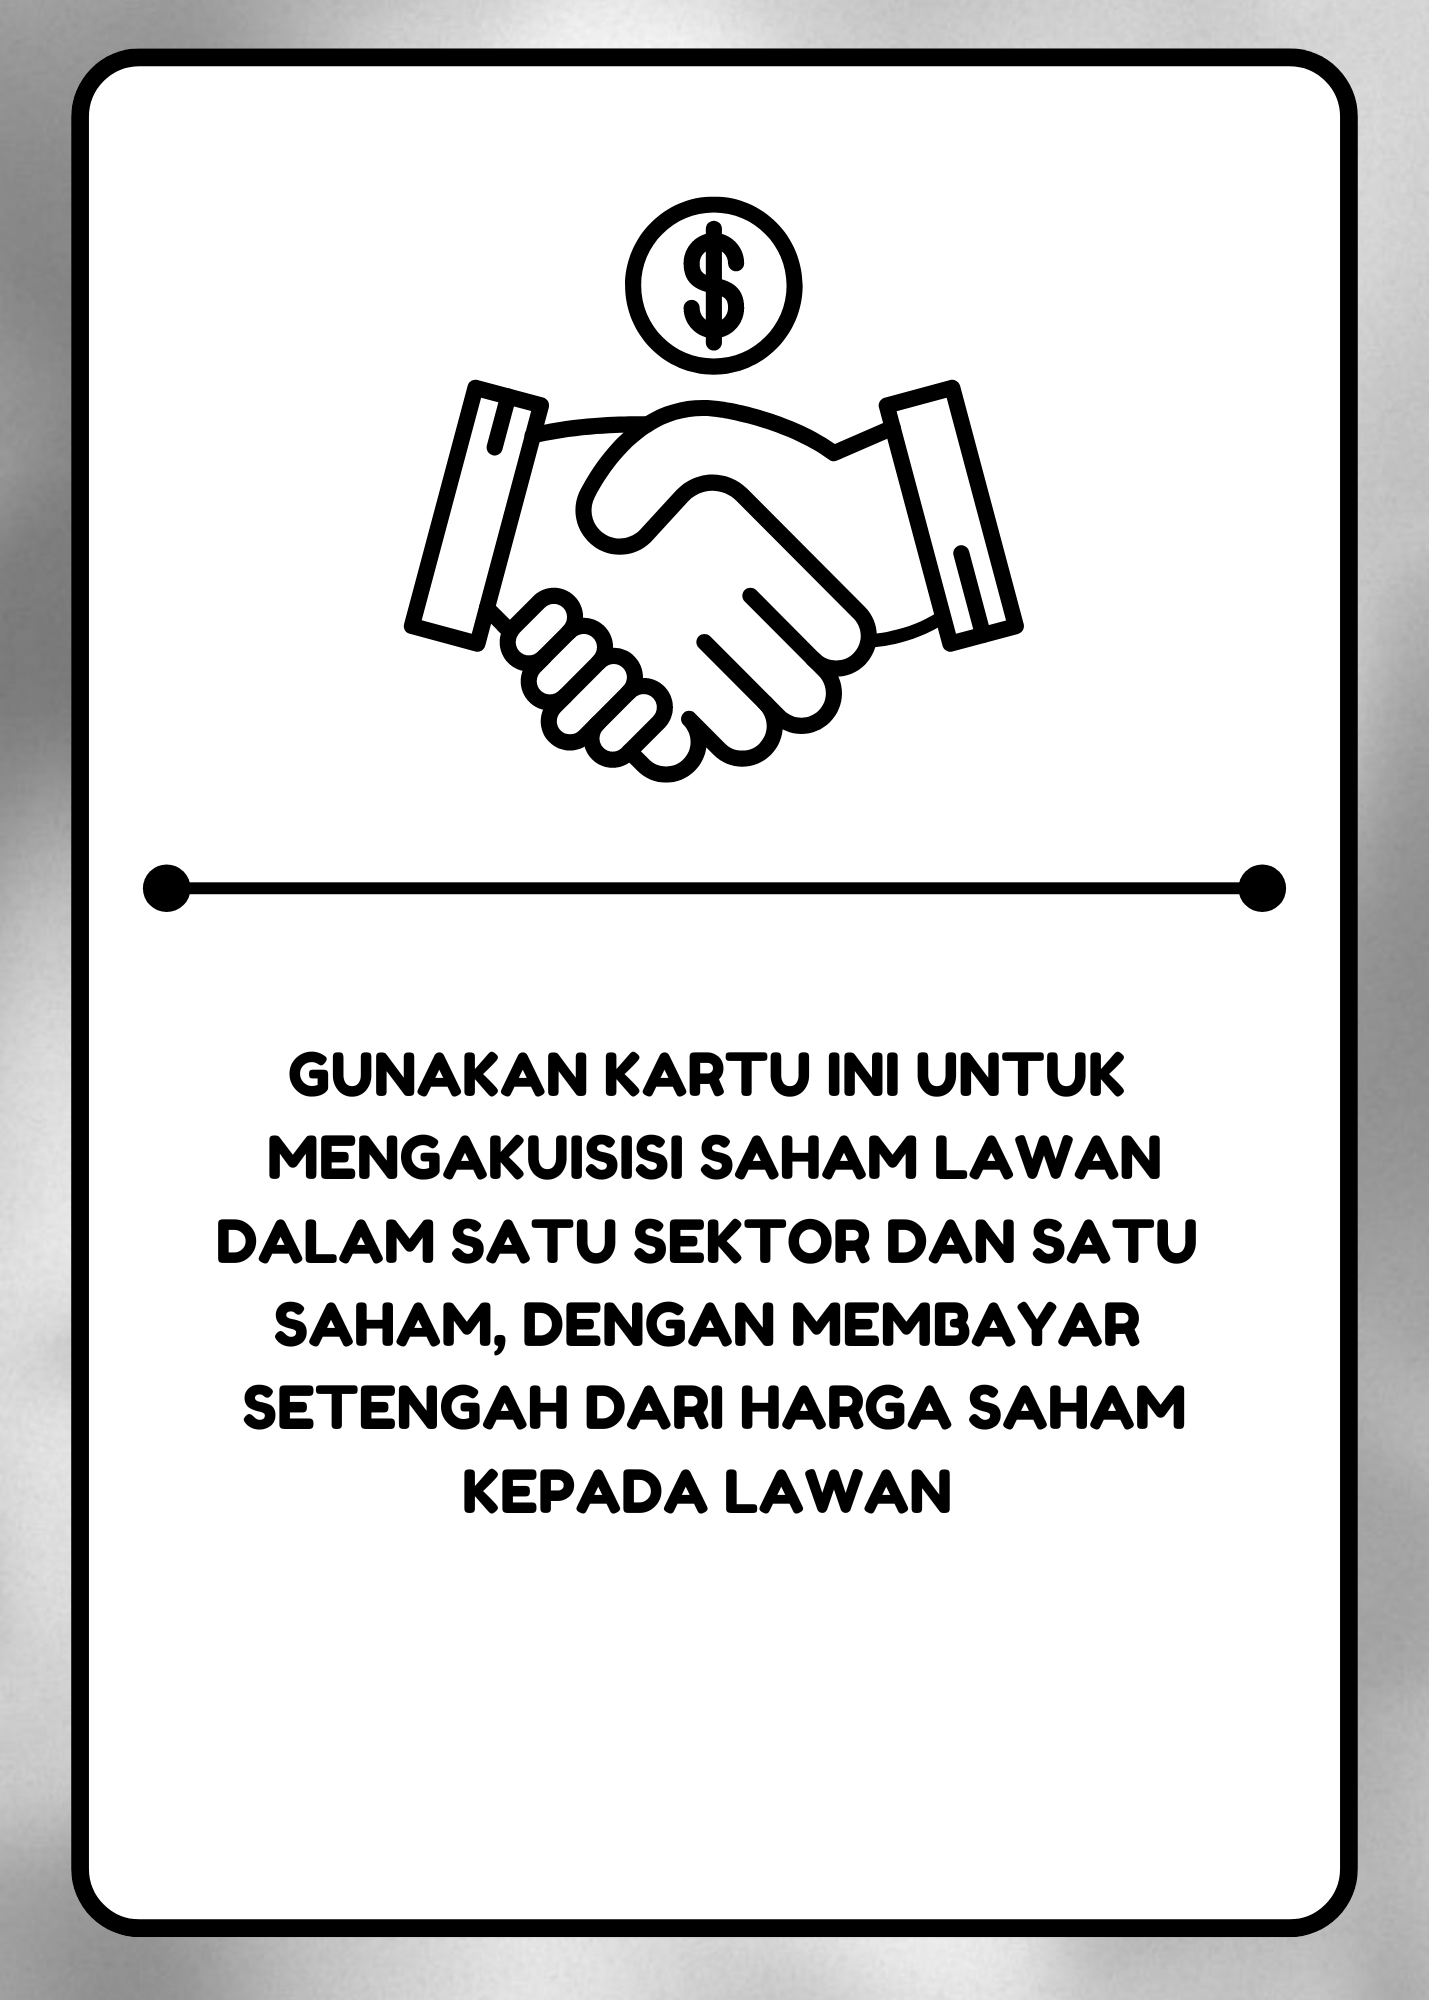 $
GUNAKAN KARTU INI UNTUK
MENGAKUISISI SAHAM LAWAN
DALAM SATU SEKTOR DAN SATU
SAHAM, DENGAN MEMBAYAR
SETENGAH DARI HARGA SAHAM
KEPADA LAWAN